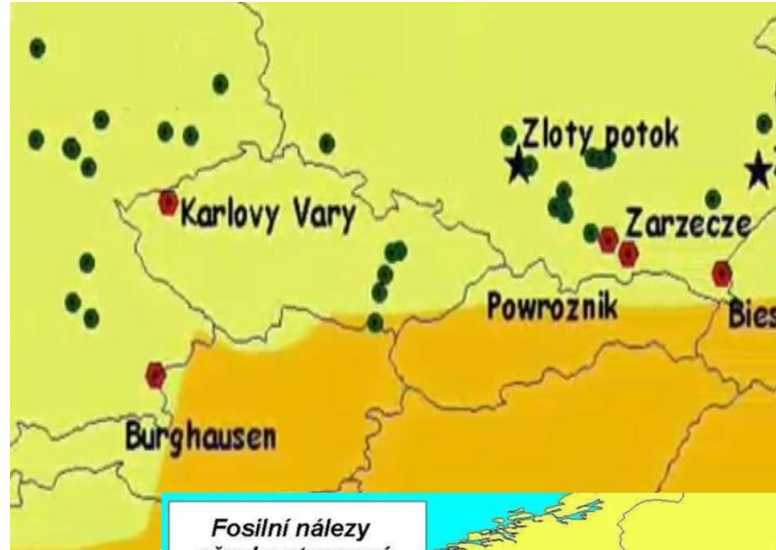 Zloty potok
Karlovy Vary
Zarzecze
Powroznik
Burghausen
Fosilní nálezy